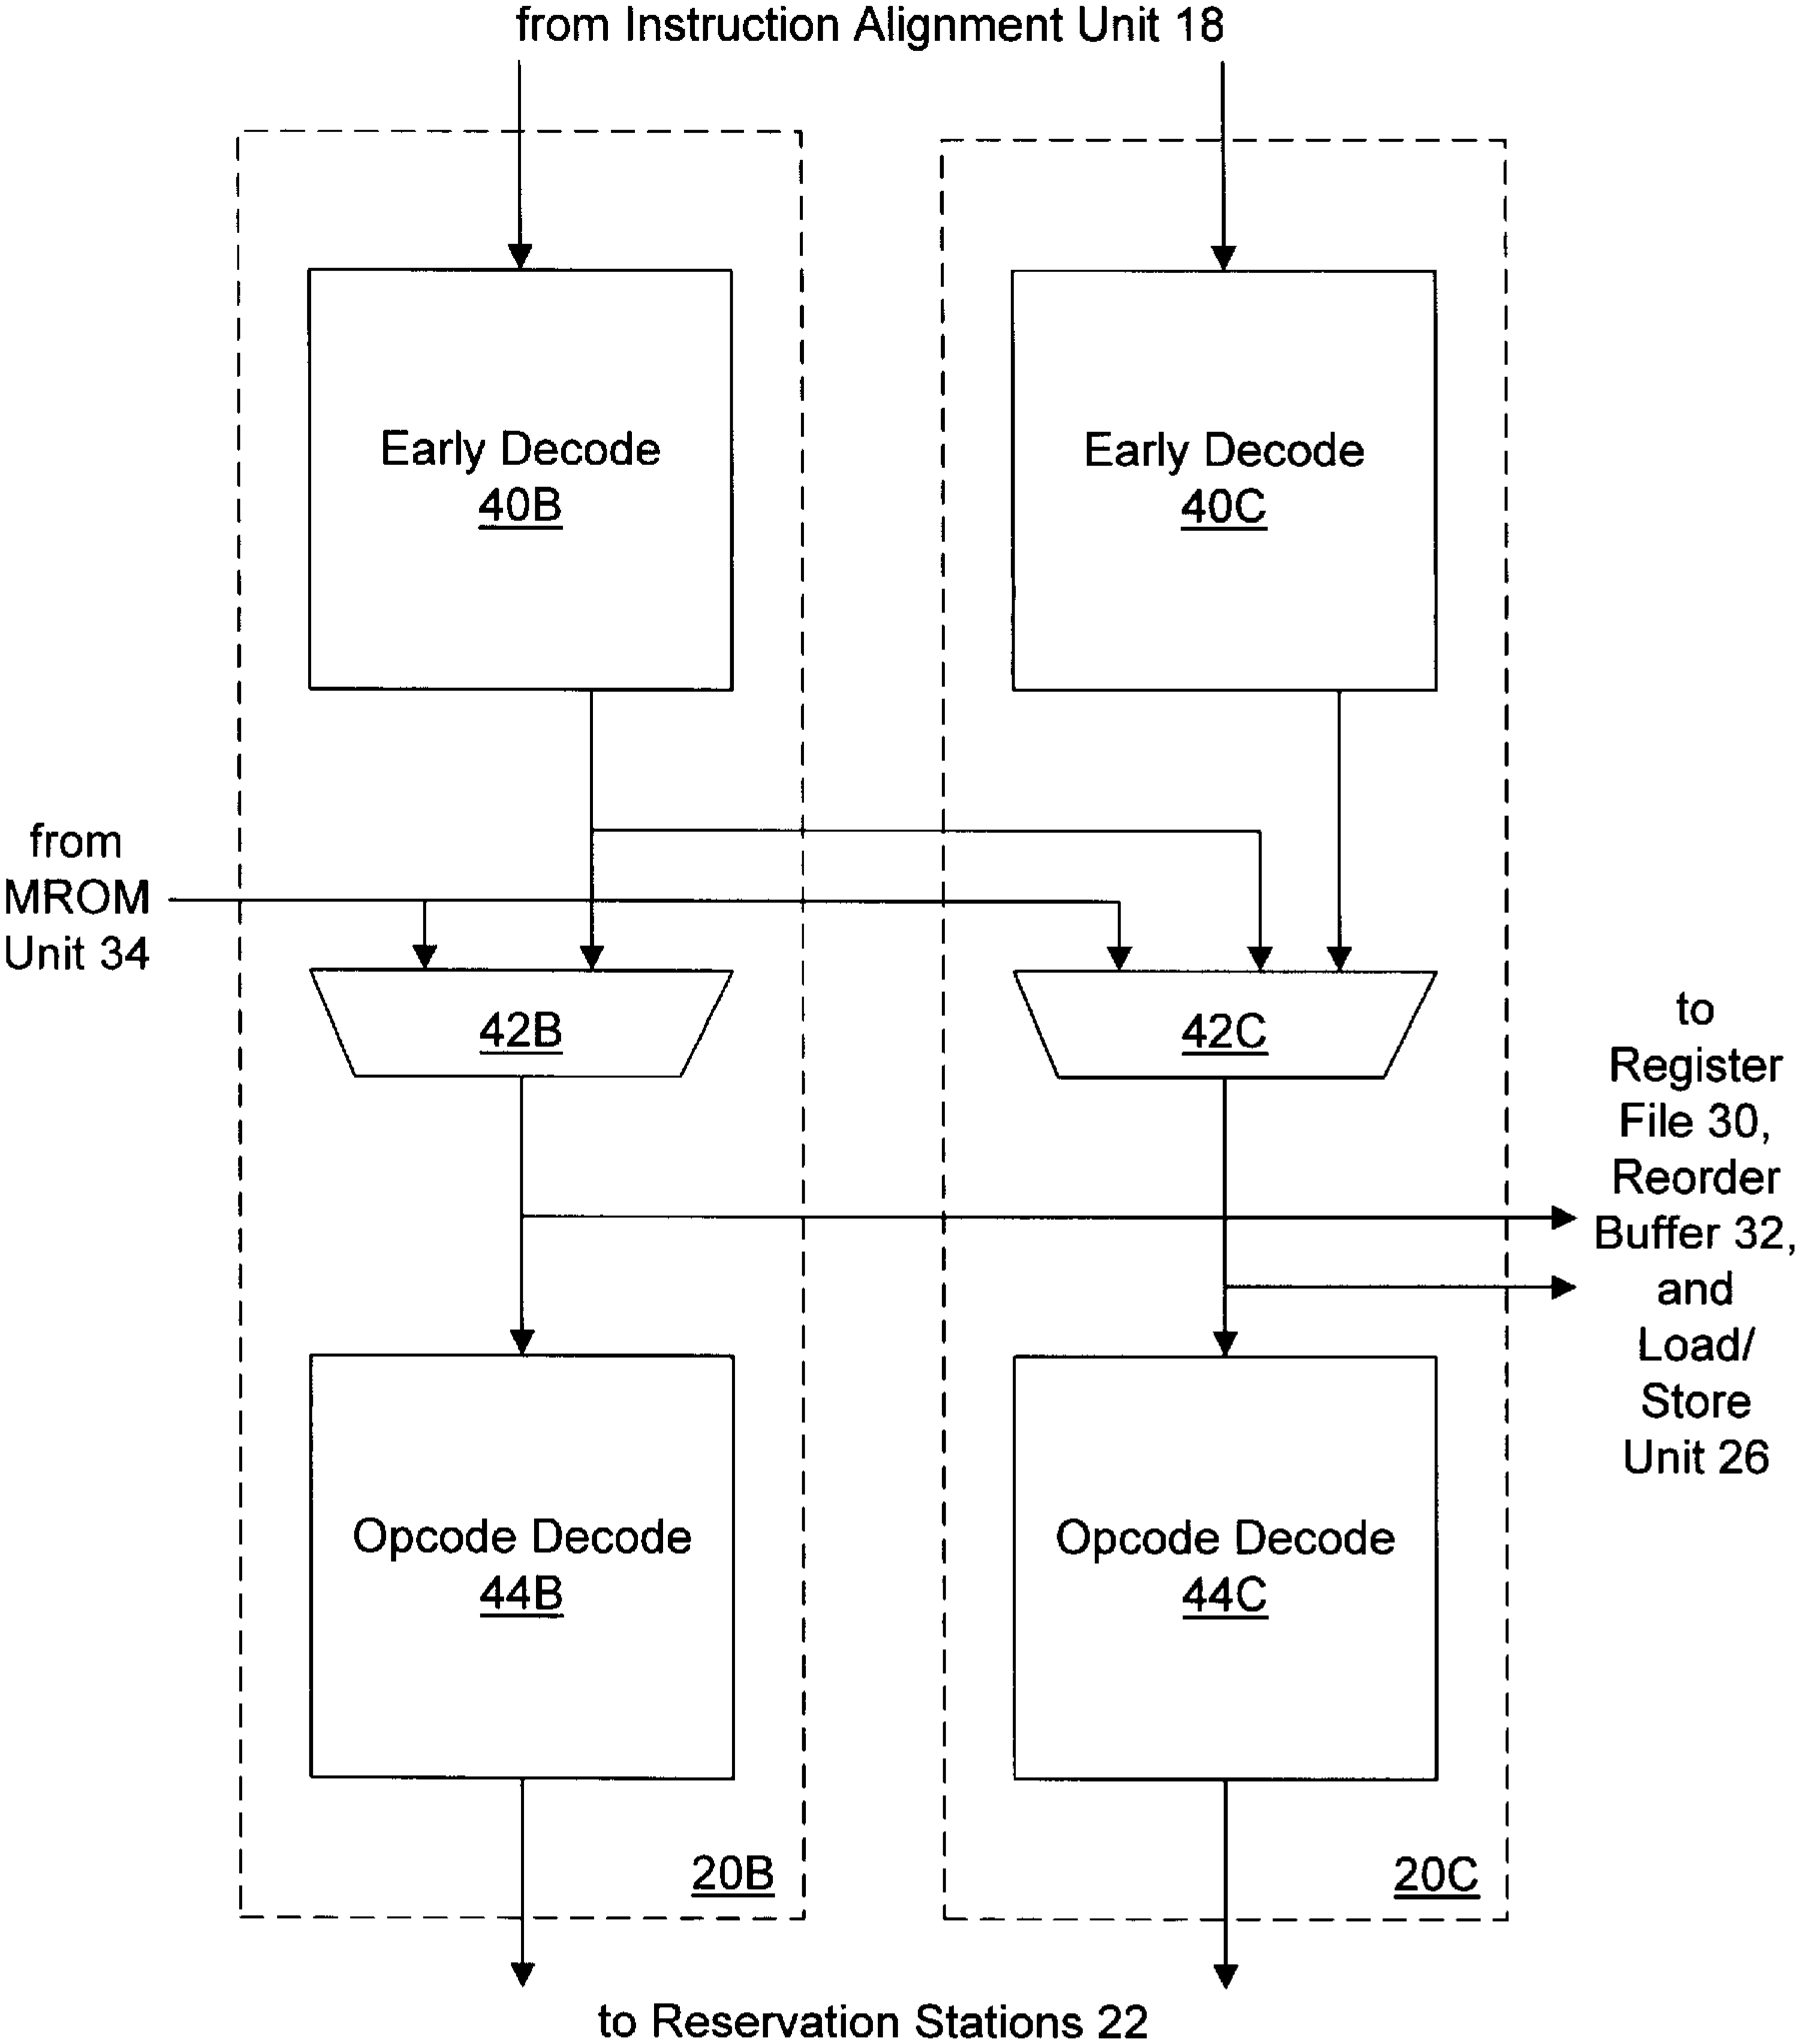 from Instruction Alignment Unit 18
Early Decode
40B
Early Decode
40C
from
MROM
Unit 34
42B
42C
to
Register
File 30,
Reorder
Buffer 32,
and
Load/
Store
Unit 26
Opcode Decode
44B
Opcode Decode
44C
20B
20C
to Reservation Stations 22